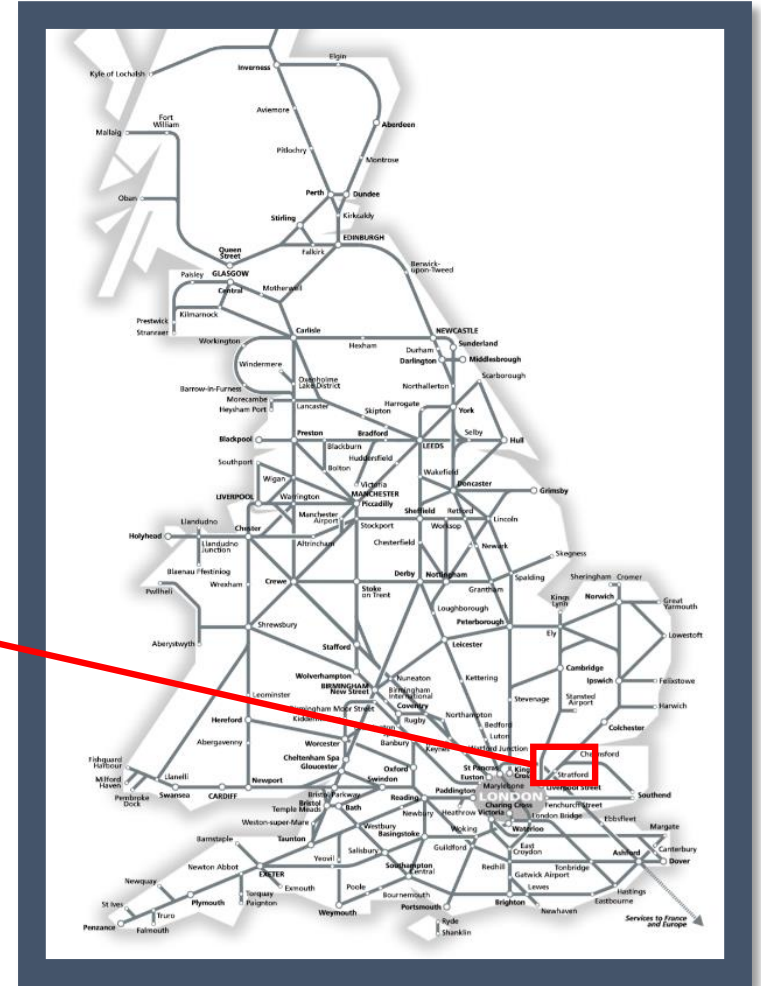 Elgin
Inverness
Kyle of Lochalsh
Aviemore
Fort
William
Mallaig
Aberdeen
Pitlochry
Montrose
Perth
Dundee
Oban
Stirling
Kirkcaldy
Queen
Street
Falkirk
EDINBURGH
Berwick-
upon-Tweed
Paisley
GLASGOW
Central
Motherwell
Prestwick
Kilmarnock
Stranraer
Carlisle
NEWCASTLE
Workington
Hexham
Sunderland
Durham
Darlington
Middlesbrough
Windermere
Oxenholme
Lake District
Scarborough
Barrow-in-Furness
Northallerton
Morecambe
Heysham Port
Lancaster
Harrogate
Skipton
York
Blackpool
Preston
Bradford
Selby
Hull
Blackburn
LEEDS
Southport
Huddersfield
Bolton
Wakefield
Wigan
Victoria
Doncaster
LIVERPOOL
Warrington
MANCHESTER
Piccadilly
Grimsby
Manchester
Airport
Sheffield
Retford
Llandudno
Chester
Stockport
Worksop
Lincoln
Holyhead
Llandudno
Junction
Altrincham
Chesterfield
Newark
Skegness
Blaenau Ffestiniog
Pwllheli
Wrexham
Crewe
Stoke
on Trent
Derby
Nottingham
Grantham
Spalding
Sheringham
Cromer
Kings
Lynn
Norwich
Great
Yarmouth
Loughborough
Shrewsbury
Peterborough
Aberystwyth
Stafford
Leicester
Ely
Lowestoft
Wolverhampton
BIRMINGHAM
New Street
Nuneaton
Birmingham
International
Kettering
Cambridge
Ipswich
Felixstowe
Leominster
Birmingham Moor Street
Coventry
Rugby
Northampton
Stevenage
Stansted
Airport
Harwich
Hereford
Bedford
Colchester
Abergavenny
Worcester
Banbury
Luton
Cheltenham Spa
Gloucester
Oxford
Watford Junction
Fishguard
Harbour
Milford
Haven
Llanelli
Swindon
St Pancras
Euston
Stratford
Pembroke
Dock
Swansea
CARDIFF
Newport
Bristol Parkway
Reading
Paddington
Marylebone
Liverpool Street
Southend
Bristol
Temple Meads
Bath
LONDON
Charing Cross
Fenchurch Street
Weston-super-Mare
Newbury
Heathrow
Victoria
London Bridge
Ebbsfleet
Barnstaple
Taunton
Westbury
Basingstoke
Woking
Waterloo
Margate
Newton Abbot
Yeovil
Salisbury
Guildford
East
Croydon
Canterbury
EXETER
Southampton
Central
Redhill
Tonbridge
Ashford
Dover
Newquay
Exmouth
Poole
Gatwick Airport
St Ives
Plymouth
Torquay
Paignton
Bournemouth
Lewes
Hastings
Truro
Weymouth
Portsmouth
Brighton
Eastbourne
Penzance
Falmouth
Newhaven
Ryde
Shanklin
Services to France
and Europe